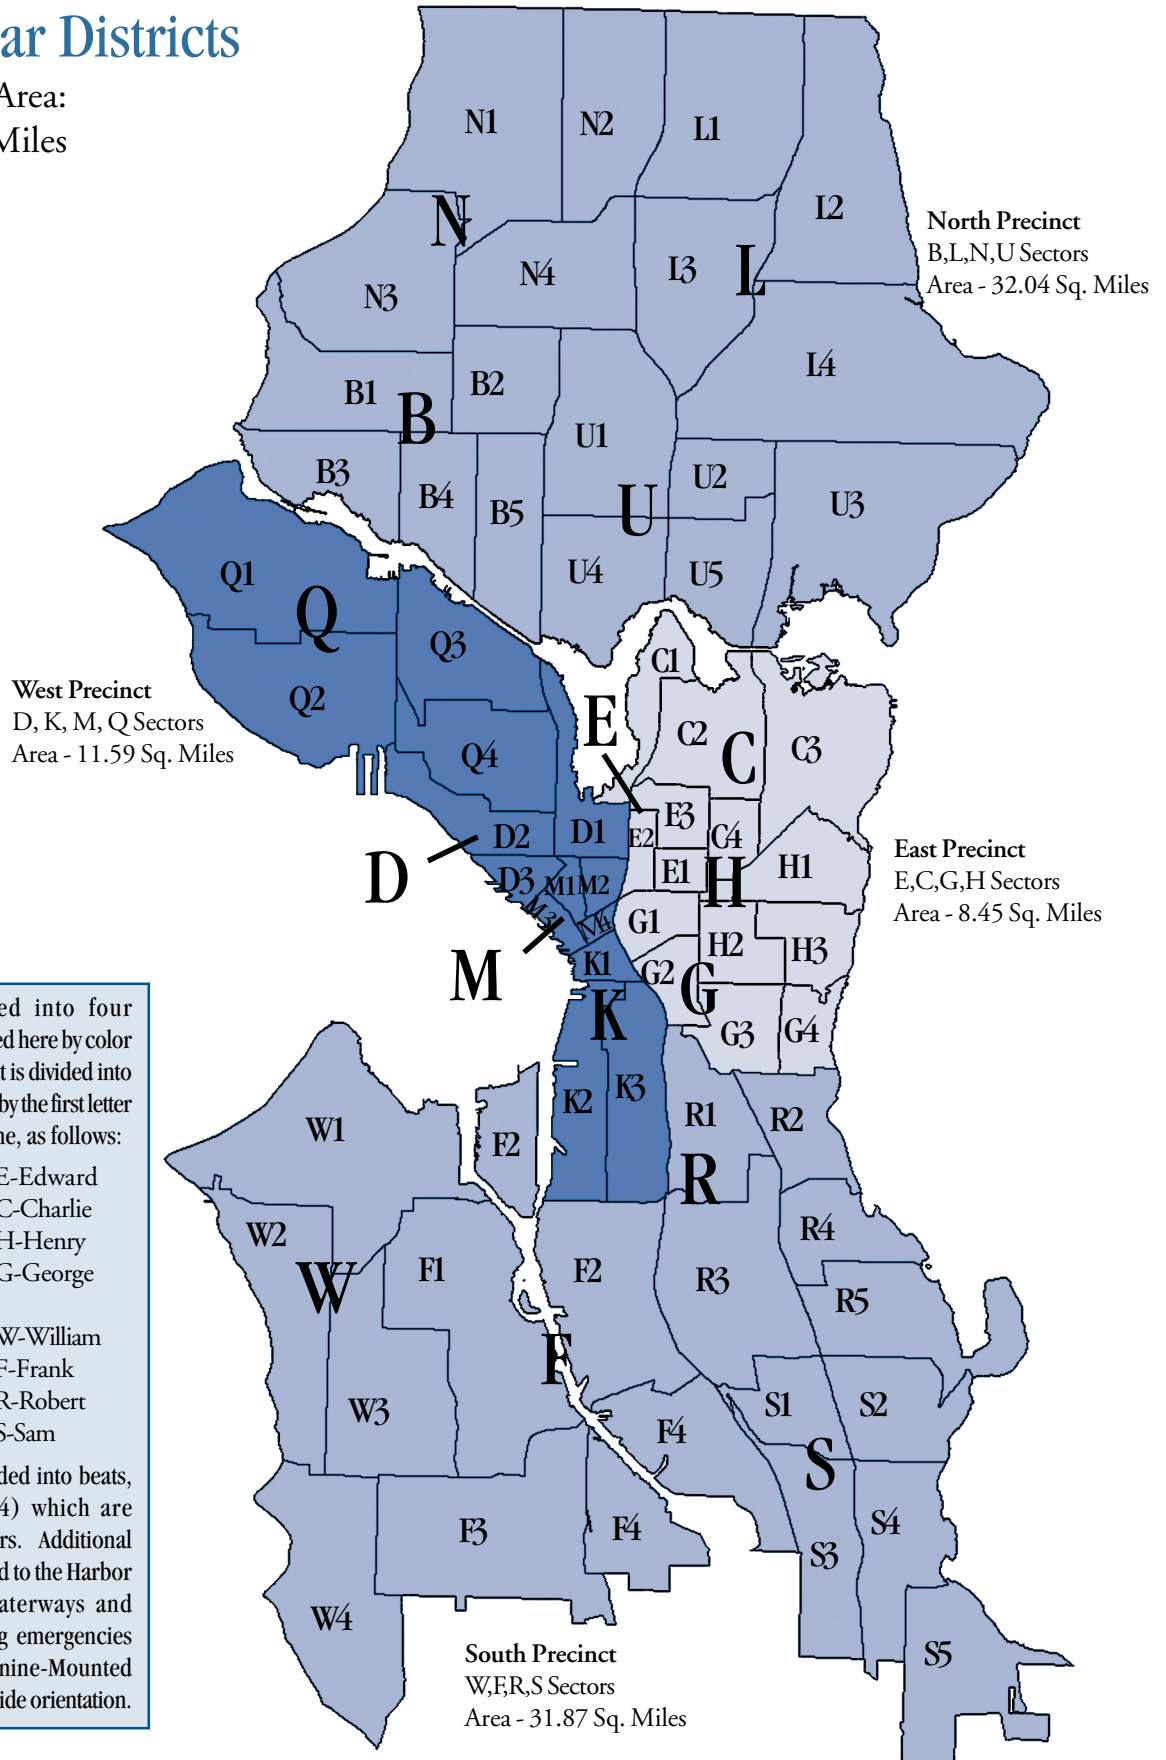 ar Districts
Area:
Miles
N1
N2
L1
L2
N
North Precinct
B,L,N,U Sectors
Area - 32.04 Sq. Miles
N4
L3
L
N3
L4
B1
B2
B
U1
B3
B4
B5
U2
U
U3
Q1
Q
U4
U5
Q3
C1
West Precinct
D, K, M, Q Sectors
Area - 11.59 Sq. Miles
Q2
E
C2
C
C3
Q4
D2
D1
E2
E3
C4
D
D3
M1
M2
E1
H
H1
East Precinct
E,C,G,H Sectors
Area - 8.45 Sq. Miles
M3
M4
G1
H2
H3
M
K1
G2
G
K
G3
G4
ed into four
ed here by color
t is divided into
by the first letter
ne, as follows:
E-Edward
C-Charlie
H-Henry
G-George
W-William
F-Frank
R-Robert
S-Sam
ded into beats,
4) which are
rs. Additional
d to the Harbor
aterways and
g emergencies
nine-Mounted
ide orientation.
W1
F2
K2
K3
R1
R2
R
W2
W
F1
F2
R3
R4
R5
F
W3
F4
S1
S2
S
F3
F4
S3
S4
W4
S5
South Precinct
W,F,R,S Sectors
Area - 31.87 Sq. Miles